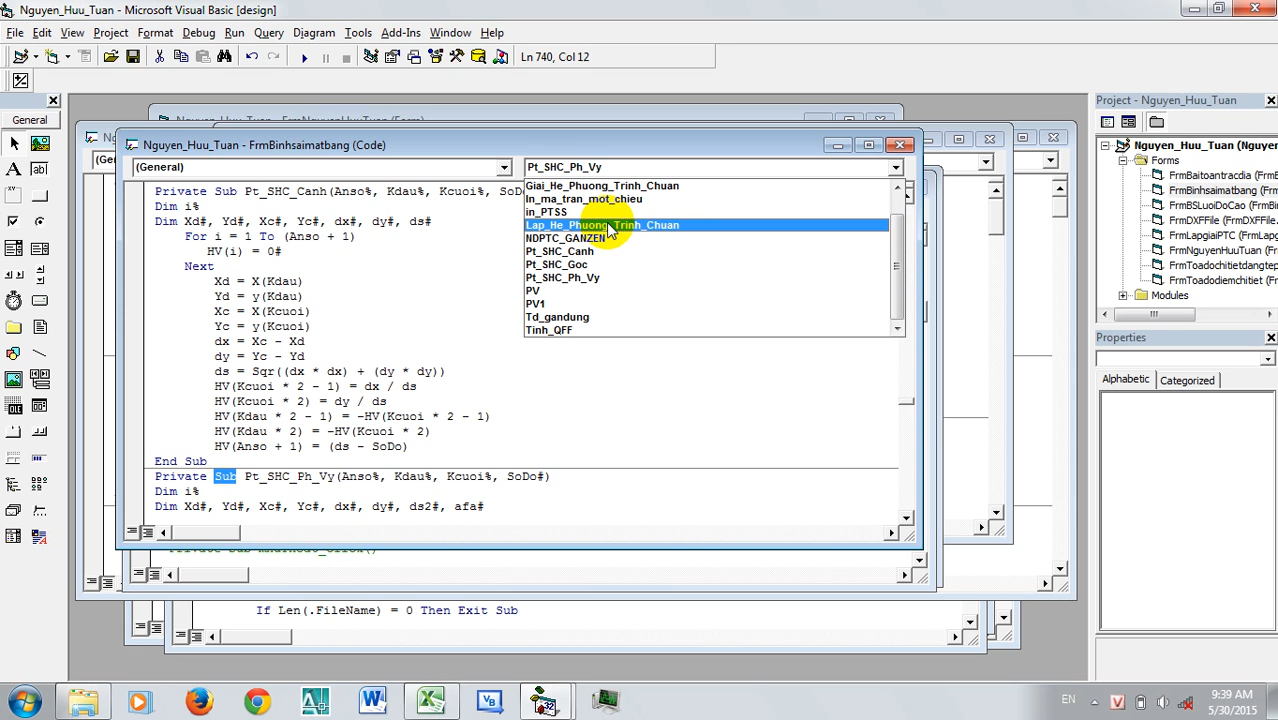 Nguyen_Huu_Tuan - Microsoft Visual Basic [design]
File Edit View Project Format Debug Run Query Diagram Tools Add-Ins Window Help
Ln 740, Col 12
General
Nguyen_Huu_Tuan - FrmBinhsaimatbang (Code)
(General)
Pt_SHC_Ph_Vy
Private Sub Pt_SHC_Canh(Anso%, Kdau%, Kcuoi%, SoDo
Dim i%
Dim Xd#, Yd#, Xc#, Yc#, dx#, dy#, ds#
For i = 1 To (Anso + 1)
HV(i) = 0#
Next
Xd = X(Kdau)
Yd = y(Kdau)
Xc = X(Kcuoi)
Yc = y(Kcuoi)
dx = Xc - Xd
dy = Yc - Yd
ds = Sqr((dx * dx) + (dy * dy))
HV(Kcuoi * 2 - 1) = dx / ds
HV(Kcuoi * 2) = dy / ds
HV(Kdau * 2 - 1) = -HV(Kcuoi * 2 - 1)
HV(Kdau * 2) = -HV(Kcuoi * 2)
HV(Anso + 1) = (ds - SoDo)
End Sub
Private Sub Pt_SHC_Ph_Vy(Anso%, Kdau%, Kcuoi%, SoDo#)
Dim i%
Dim Xd#, Yd#, Xc#, Yc#, dx#, dy#, ds2#, afa#
Giai_He_Phuong_Trinh_Chuan
In_ma_tran_mot_chieu
in_PTSS
Lap_He_Phuong_Trinh_Chuan
NDPTC_GANZEN
Pt_SHC_Canh
Pt_SHC_Goc
Pt_SHC_Ph_Vy
PV
PV1
Td_gandung
Tinh_QFF
If Len(.FileName) = 0 Then Exit Sub
Project - Nguyen_Huu_Tuan
Nguyen_Huu_Tuan (
Forms
FrmBaitoantracdia (
FrmBinhsaimatbang (
FrmBSLuoiDoCao (F
FrmDXFFile (FrmDX
FrmLapgiaiPTC (Frm
FrmNguyenHuuTuan (
FrmToadochitietdangtep
FrmToadodiemchitiet (F
Modules
Properties
Alphabetic Categorized
EN
9:39 AM
5/30/2015